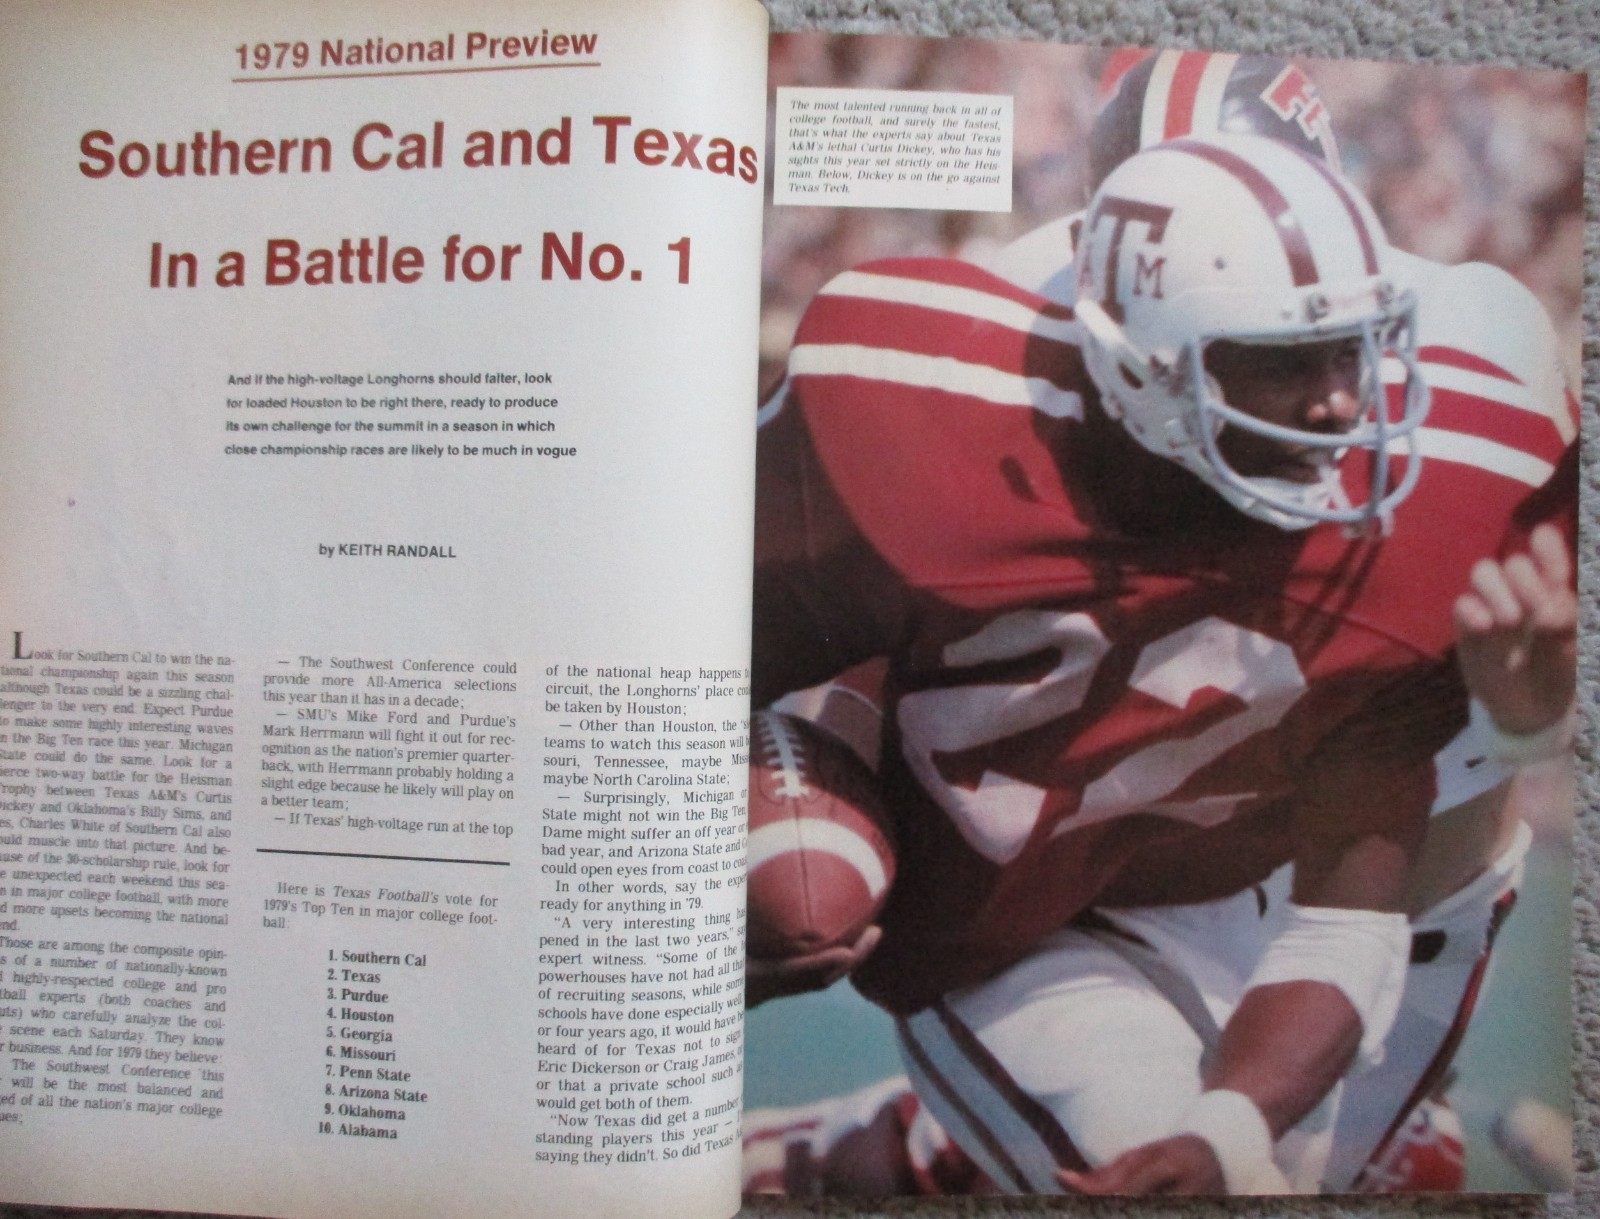 1979 National Preview
Southern Cal and Texas
In a Battle for No. 1
And if the high-voltage Longhorns should falter, look
for loaded Houston to be right there, ready to produce
its own challenge for the summit in a season in which
close championship races are likely to be much in vogue
by KEITH RANDALL
Look for Southern Cal to win the na-
tional championship again this season
although Texas could be a sizzling chal-
lenger to the very end. Expect Purdue
to make some highly interesting waves
in the Big Ten race this year. Michigan
State could do the same. Look for a
fierce two-way battle for the Heisman
Trophy between Texas A&M's Curtis
Dickey and Oklahoma's Billy Sims, and
Charles White of Southern Cal also
could muscle into that picture. And be-
cause of the 30-scholarship rule, look for
unexpected each weekend this sea-
in major college football, with more
more upsets becoming the national
Those are among the composite opin-
of a number of nationally-known
highly-respected college and pro
experts (both coaches and
who carefully analyze the col-
scene each Saturday. They know
business. And for 1979 they believe:
The Southwest Conference this
will be the most balanced and
of all the nation's major college
— The Southwest Conference could
provide more All-America selections
this year than it has in a decade;
— SMU's Mike Ford and Purdue's
Mark Herrmann will fight it out for rec-
ognition as the nation's premier quarter-
back, with Herrmann probably holding a
slight edge because he likely will play on
a better team;
— If Texas' high-voltage run at the top
Here is Texas Football's vote for
1979's Top Ten in major college foot-
ball:
1. Southern Cal
2. Texas
3. Purdue
4. Houston
5. Georgia
6. Missouri
7. Penn State
8. Arizona State
9. Oklahoma
10. Alabama
of the national heap happens
circuit, the Longhorns' place
be taken by Houston;
— Other than Houston, the
teams to watch this season will
souri, Tennessee, maybe
maybe North Carolina State;
— Surprisingly, Michigan
State might not win the Big Ten,
Dame might suffer an off year
bad year, and Arizona State and
could open eyes from coast to
In other words, say the
ready for anything in '79.
"A very interesting thing
pened in the last two years,"
expert witness. "Some of the
powerhouses have not had all
of recruiting seasons, while
schools have done especially well.
or four years ago, it would have
heard of for Texas not to sign
Eric Dickerson or Craig James,
or that a private school such
would get both of them.
"Now Texas did get a number
standing players this year —
saying they didn't. So did Texas
The most talented running back in all of
college football, and surely the fastest,
that's what the experts say about Texas
A&M's lethal Curtis Dickey, who has his
sights this year set strictly on the Heis-
man. Below, Dickey is on the go against
Texas Tech.
ATM
22